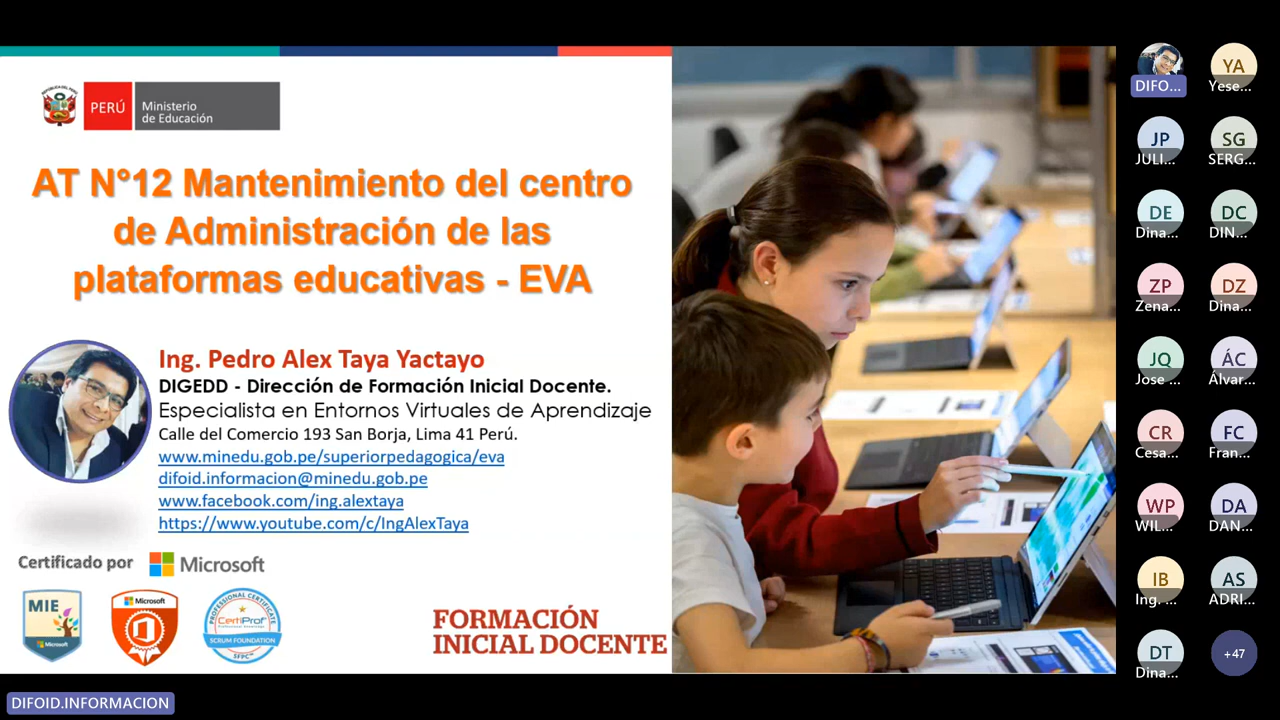 PERÚ
Ministerio
de Educación
AT N°12 Mantenimiento del centro
de Administración de las
plataformas educativas - EVA
Ing. Pedro Alex Taya Yactayo
DIGEDD - Dirección de Formación Inicial Docente.
Especialista en Entornos Virtuales de Aprendizaje
Calle del Comercio 193 San Borja, Lima 41 Perú.
www.minedu.gob.pe/superiorpedagogica/eva
difoid.informacion@minedu.gob.pe
www.facebook.com/ing.alextaya
https://www.youtube.com/c/IngAlexTaya
Certificado por Microsoft
MIE
Microsoft
Microsoft
PROFESSIONAL CERTIFICATE
CertiProf
SCRUM FOUNDATION
SFPC™
FORMACIÓN
INICIAL DOCENTE
DIFOID.INFORMACION
DIFO...
YA
Yese...
JP
JULI...
SG
SERG...
DE
Dina...
DC
DIN...
ZP
Zena...
DZ
Dina...
JQ
Jose ...
ÁC
Álvar...
CR
Cesa...
FC
Fran...
WP
WIL...
DA
DAN...
IB
Ing. ...
AS
ADRI...
DT
Dina...
+47